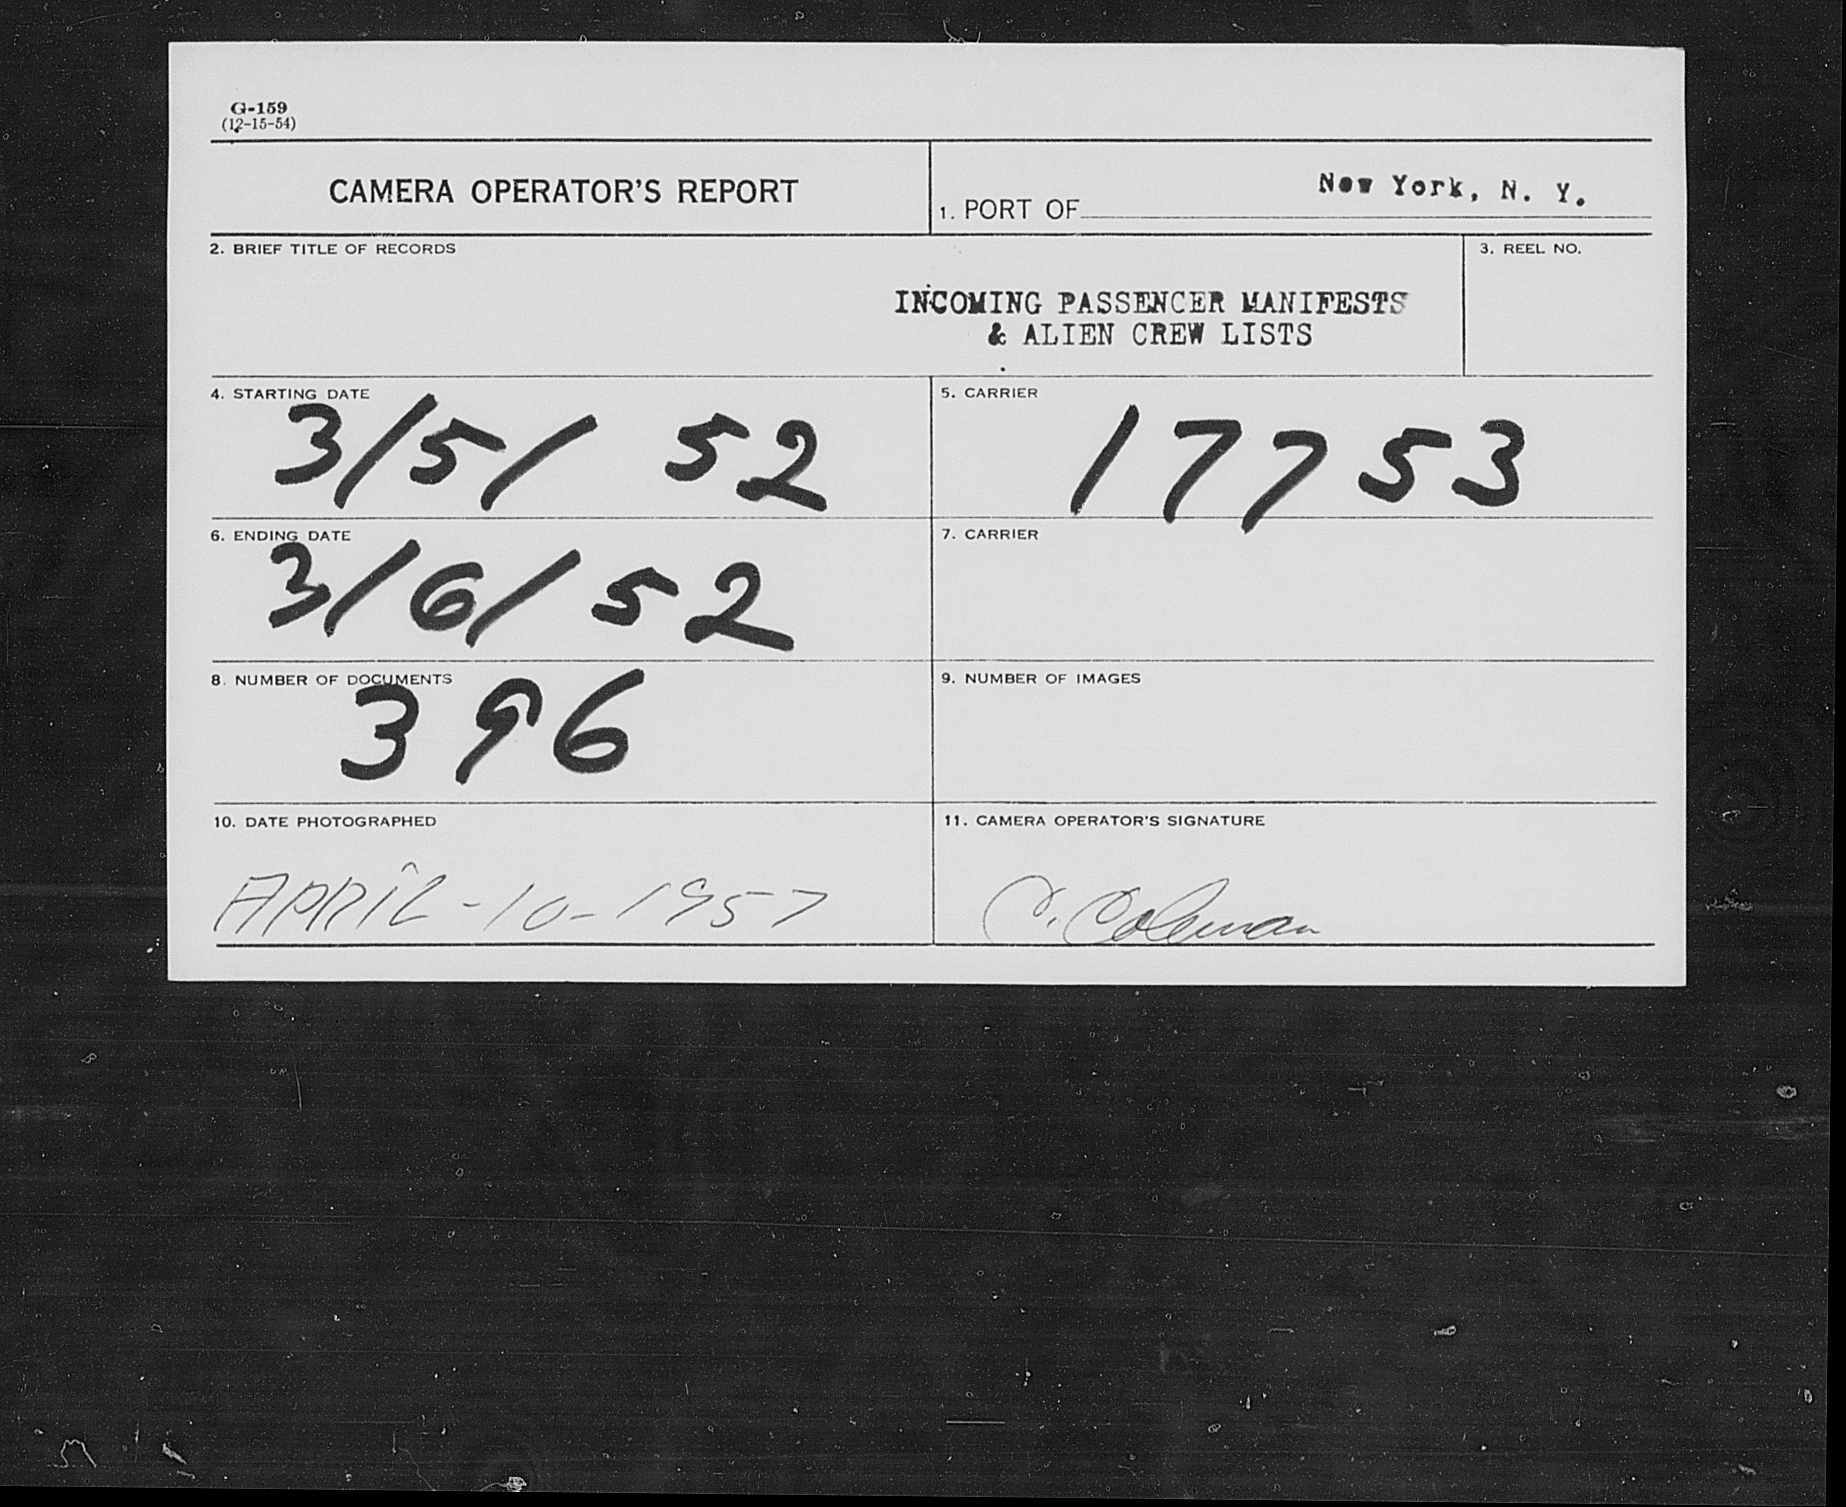 G-159
(12-15-54)
CAMERA OPERATOR'S REPORT
1. PORT OF New York, N. Y.
2. BRIEF TITLE OF RECORDS
INCOMING PASSENGER MANIFESTS
& ALIEN CREW LISTS
3. REEL NO.
4. STARTING DATE
3/5/ 52
5. CARRIER
17753
6. ENDING DATE
3/6/52
7. CARRIER
8. NUMBER OF DOCUMENTS
396
9. NUMBER OF IMAGES
10. DATE PHOTOGRAPHED
APRIL-10-1957
11. CAMERA OPERATOR'S SIGNATURE
Coleman